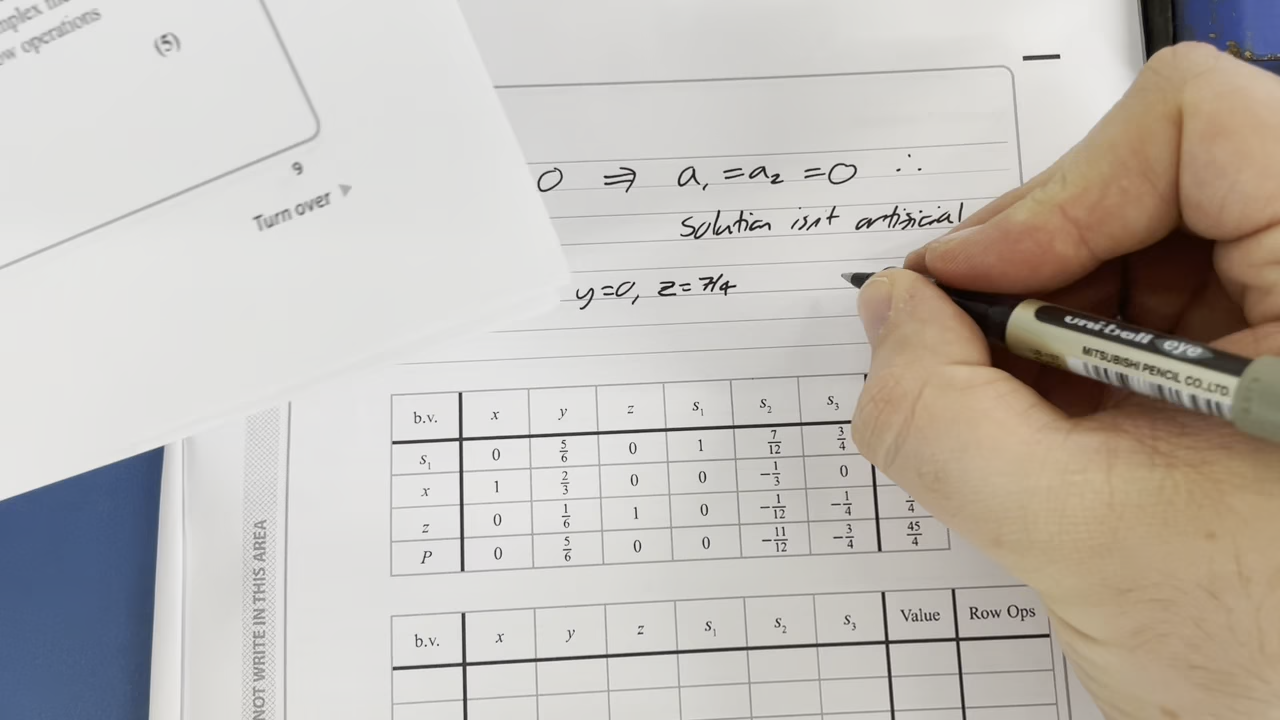 ow operations
(5)
9
Turn over
0 ⇒ a₁ = a₂ = 0 ∴
Solution isn't artificial
y=0, z=7/4
uni-ball eye
MITSUBISHI PENCIL CO.,LTD.
b.v. x y z s₁ s₂ s₃
s₁ 0 5/6 0 1 7/12 3/4
x 1 2/3 0 0 -1/3 0
z 0 1/6 1 0 -1/12 -1/4
P 0 5/6 0 0 -11/12 -3/4 45/4
b.v. x y z s₁ s₂ s₃ Value Row Ops
NOT WRITE IN THIS AREA